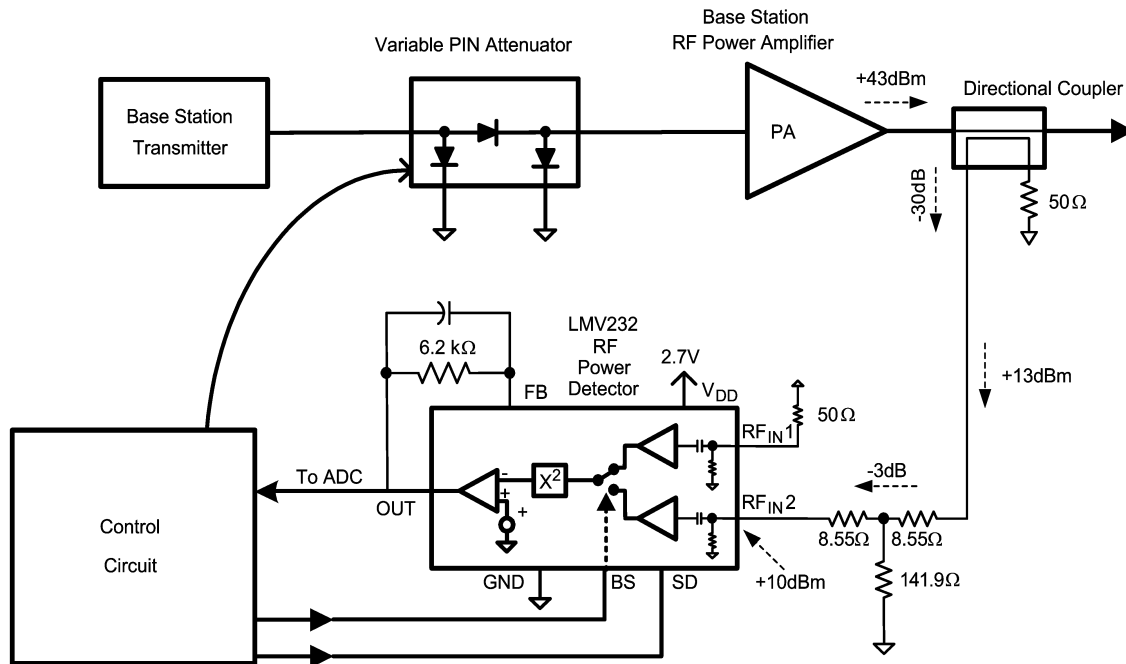 Base Station
RF Power Amplifier
Variable PIN Attenuator
+43dBm
Directional Coupler
Base Station
Transmitter
PA
-30dB
50Ω
LMV232
RF
Power
Detector
6.2 kΩ
2.7V
+13dBm
FB
VDD
50Ω
RFIN1
-3dB
To ADC
X²
-
+
+
OUT
RFIN2
8.55Ω
8.55Ω
Control
Circuit
GND
BS
SD
+10dBm
141.9Ω